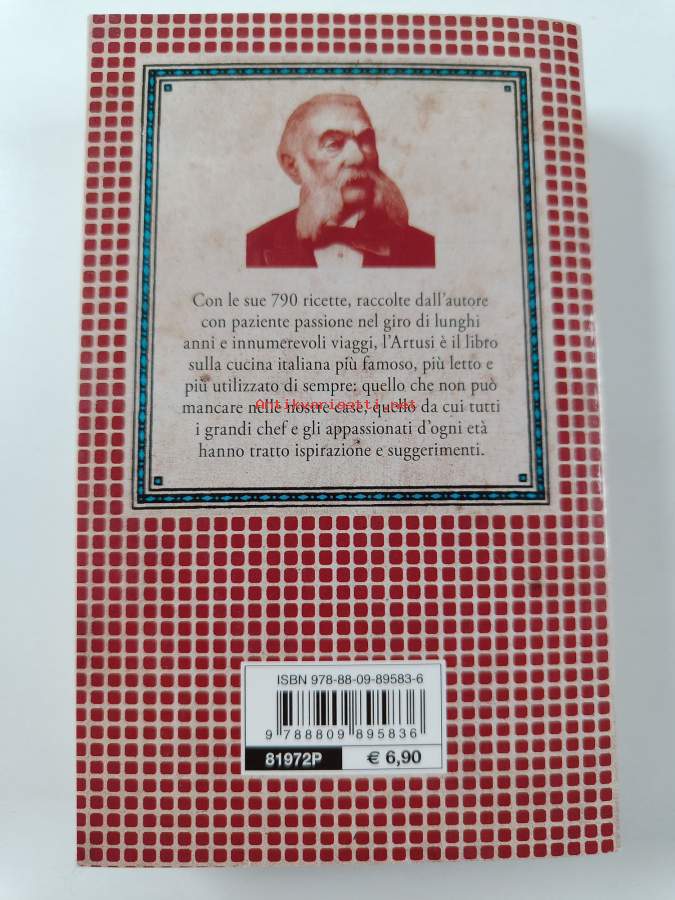 Con le sue 790 ricette, raccolte dall'autore
con paziente passione nel giro di lunghi
anni e innumerevoli viaggi, l'Artusi è il libro
sulla cucina italiana più famoso, più letto e
più utilizzato di sempre: quello che non può
mancare nelle nostre case, quello da cui tutti
Antikvariaatti.net
i grandi chef e gli appassionati d'ogni età
hanno tratto ispirazione e suggerimenti.
ISBN 978-88-09-89583-6
9 788809 895836
81972P € 6,90